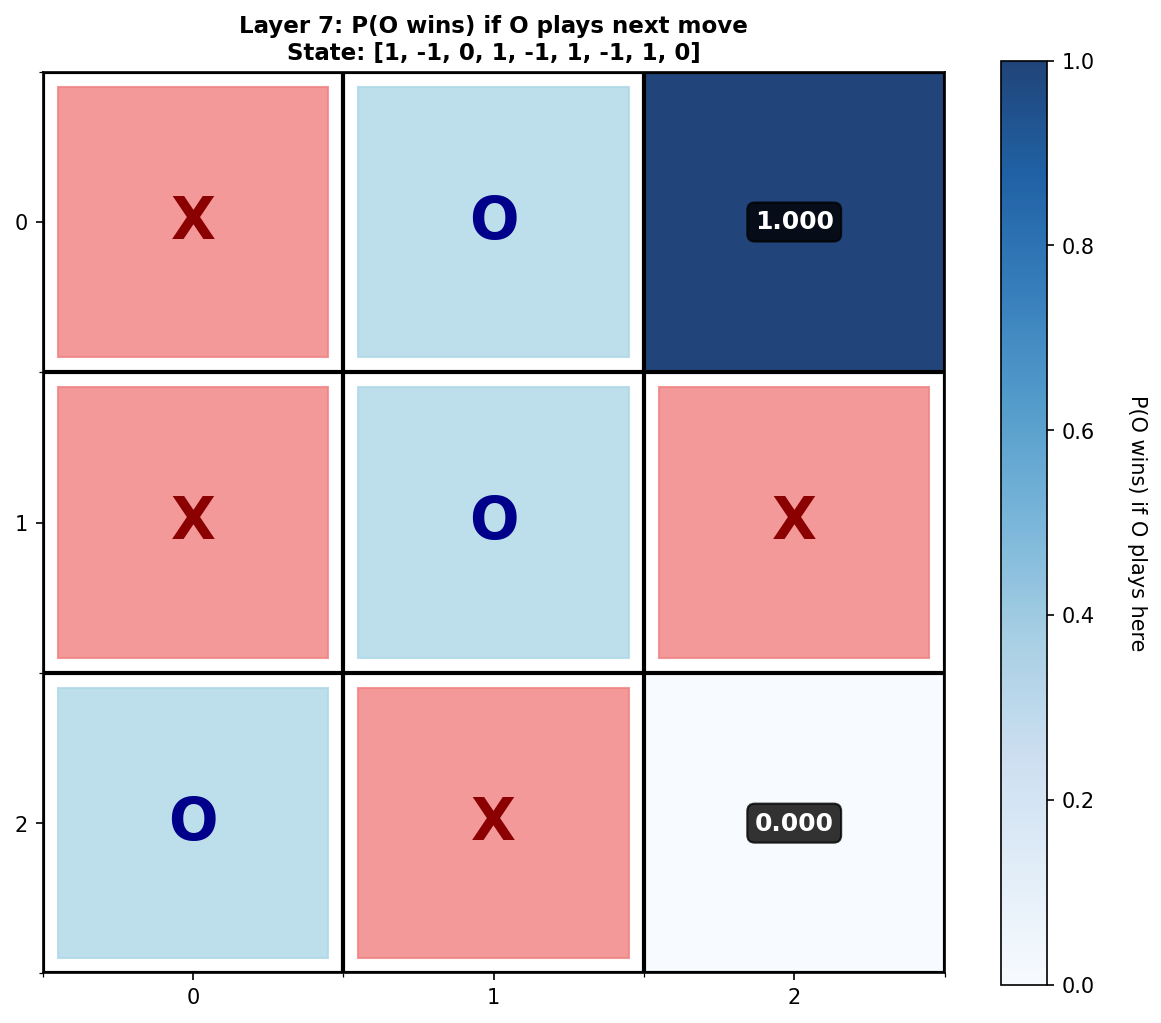 Layer 7: P(O wins) if O plays next move
State: [1, -1, 0, 1, -1, 1, -1, 1, 0]
X
O
1.000
X
O
X
O
X
0.000
0
1
2
0
1
2
1.0
0.8
0.6
0.4
0.2
0.0
P(O wins) if O plays here